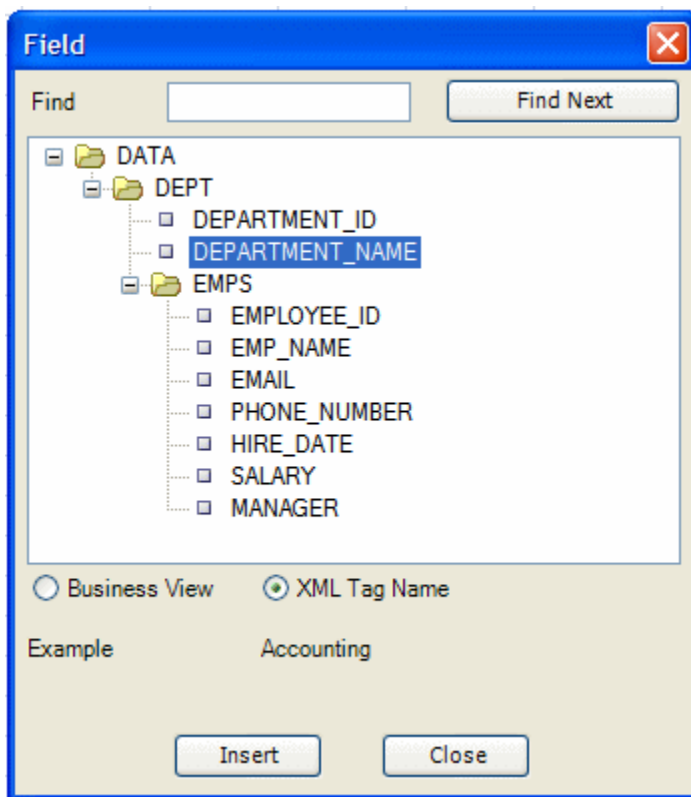 Field
Find Find Next
DATA
DEPT
DEPARTMENT_ID
DEPARTMENT_NAME
EMPS
EMPLOYEE_ID
EMP_NAME
EMAIL
PHONE_NUMBER
HIRE_DATE
SALARY
MANAGER
Business View XML Tag Name
Example Accounting
Insert Close